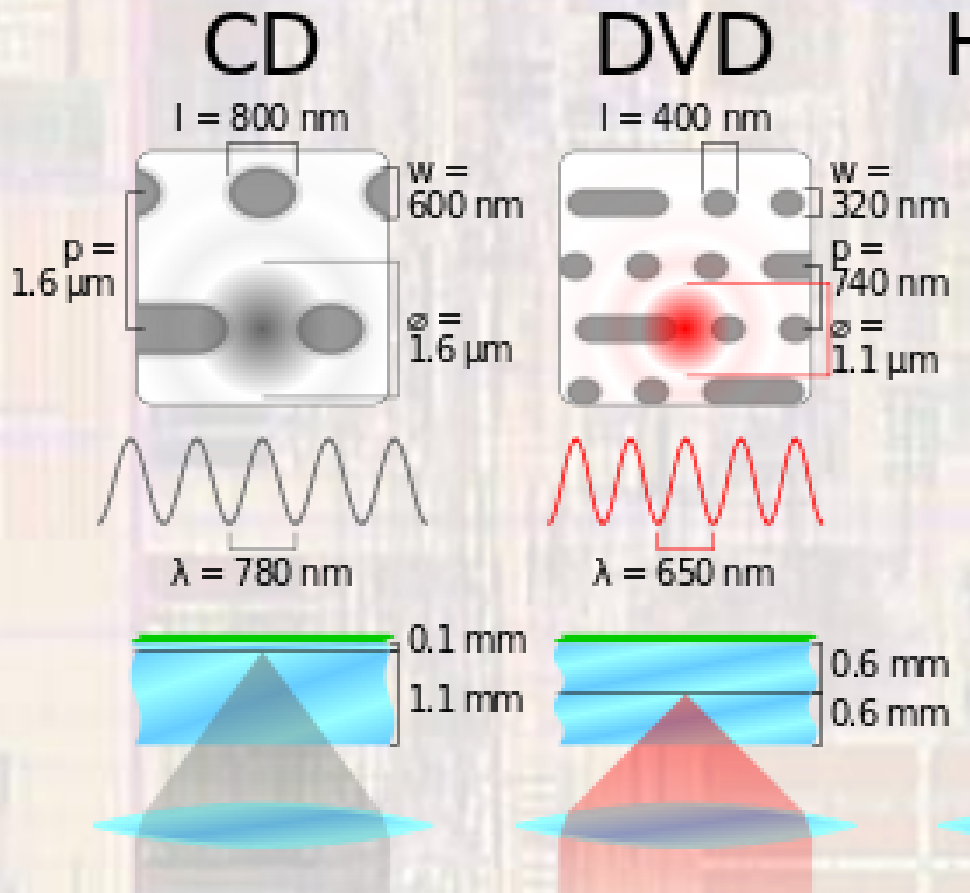 CD
l = 800 nm
w =
600 nm
p =
1.6 µm
⌀ =
1.6 µm
λ = 780 nm
0.1 mm
1.1 mm
DVD
l = 400 nm
w =
320 nm
p =
740 nm
⌀ =
1.1 µm
λ = 650 nm
0.6 mm
0.6 mm